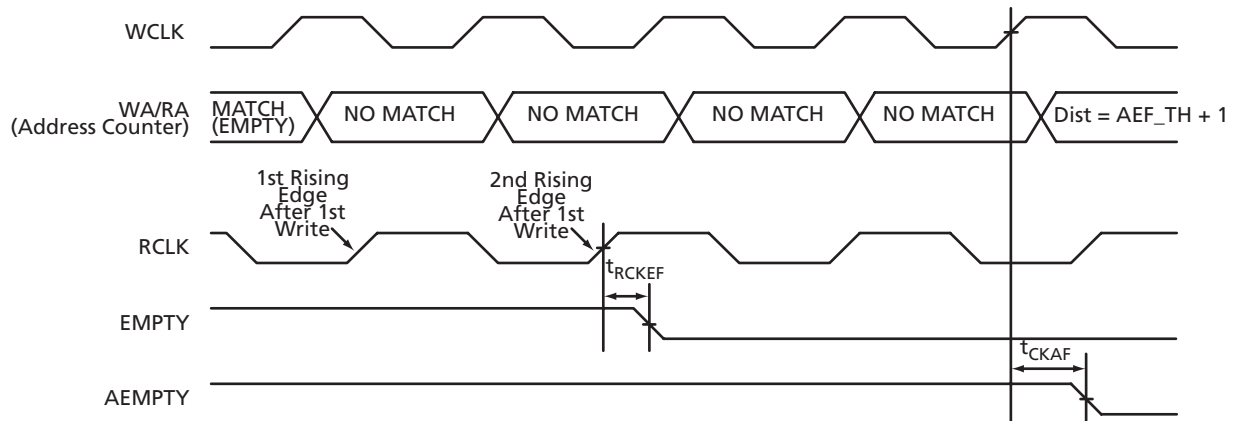 WCLK
WA/RA
(Address Counter)
MATCH
(EMPTY)
NO MATCH
NO MATCH
NO MATCH
NO MATCH
Dist = AEF_TH + 1
1st Rising
Edge
After 1st
Write
2nd Rising
Edge
After 1st
Write
RCLK
tRCKEF
EMPTY
tCKAF
AEMPTY